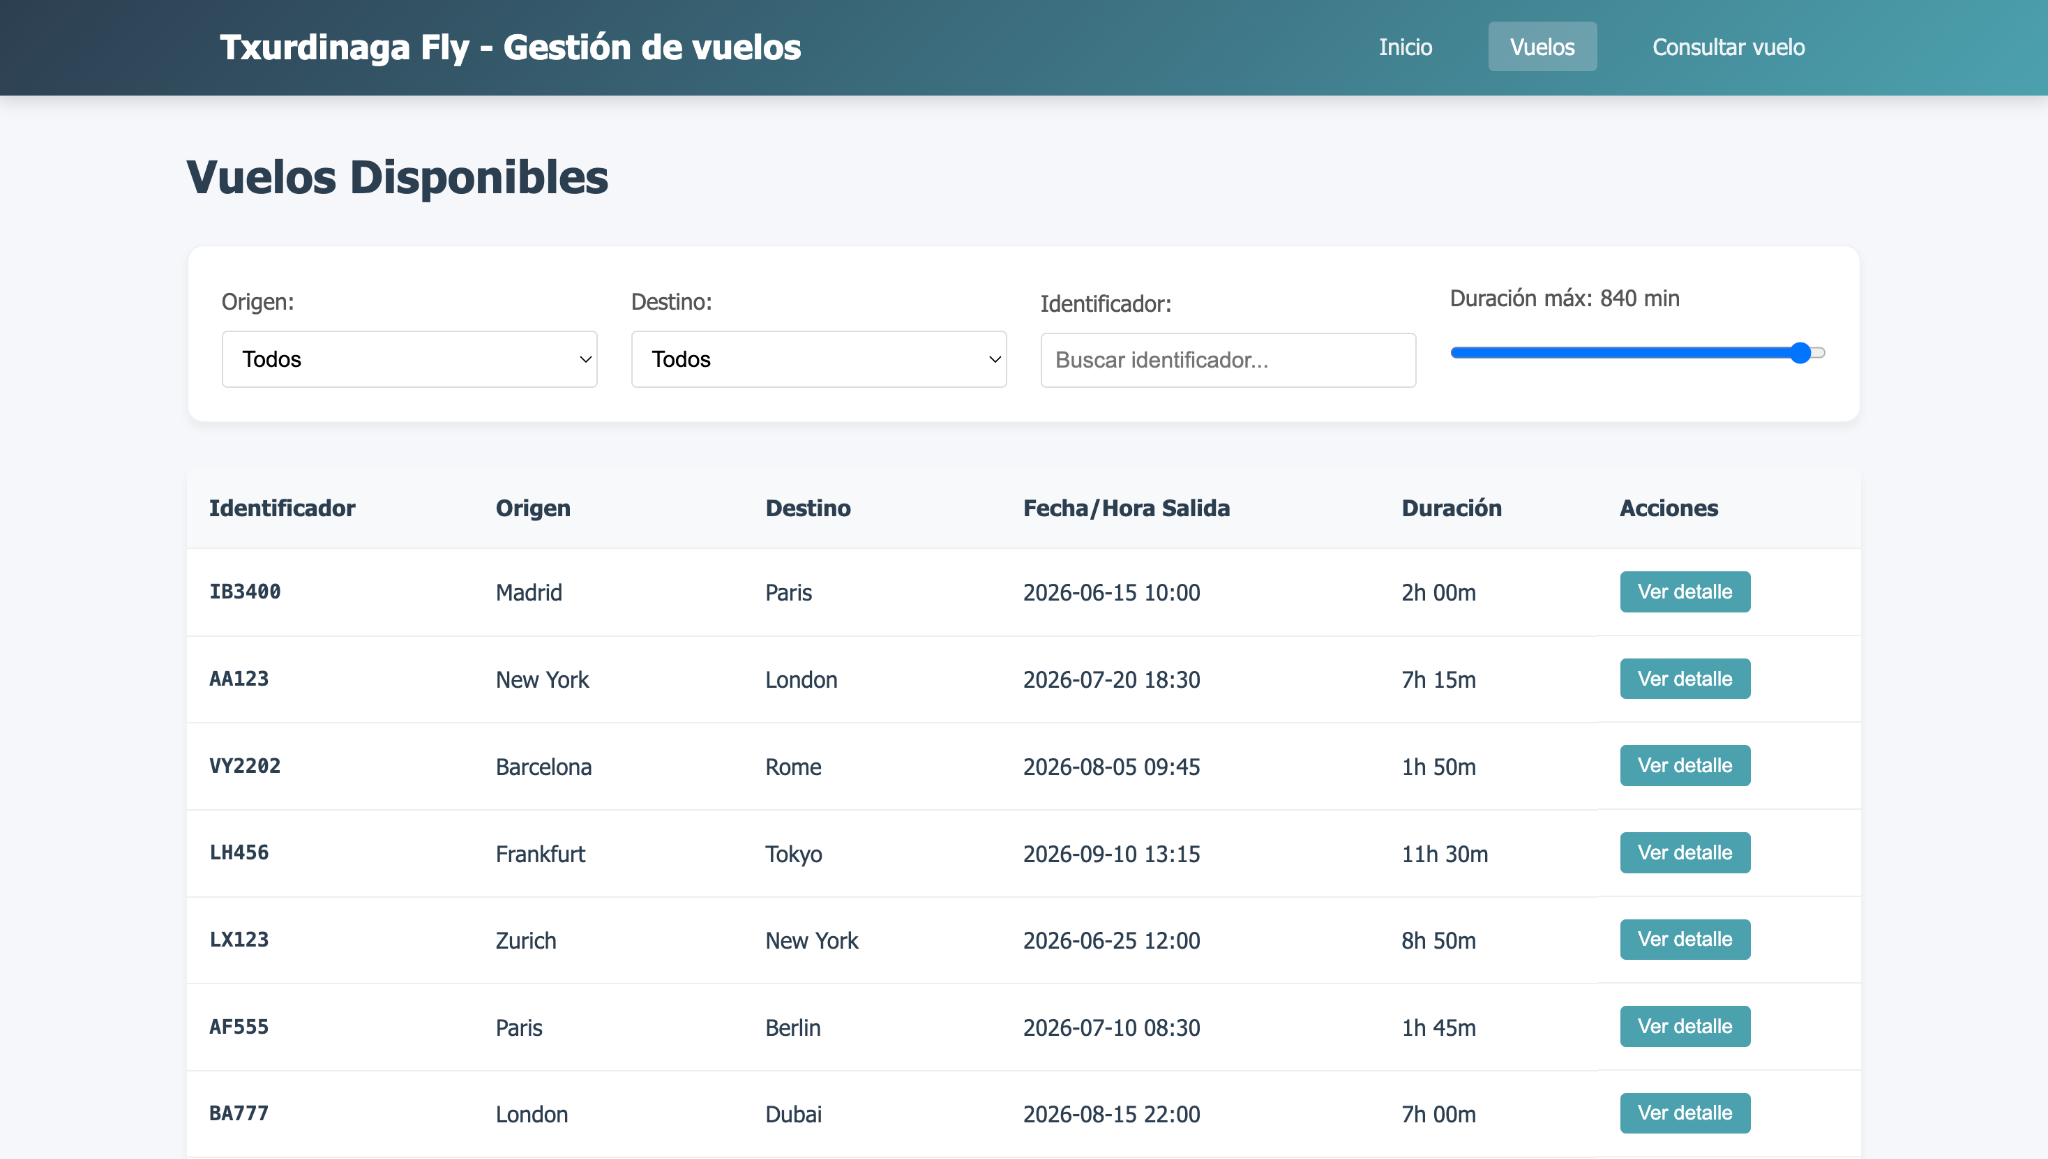 Txurdinaga Fly - Gestión de vuelos
Inicio
Vuelos
Consultar vuelo
Vuelos Disponibles
Origen:
Todos
Destino:
Todos
Identificador:
Buscar identificador...
Duración máx: 840 min
Identificador Origen Destino Fecha/Hora Salida Duración Acciones
IB3400 Madrid Paris 2026-06-15 10:00 2h 00m Ver detalle
AA123 New York London 2026-07-20 18:30 7h 15m Ver detalle
VY2202 Barcelona Rome 2026-08-05 09:45 1h 50m Ver detalle
LH456 Frankfurt Tokyo 2026-09-10 13:15 11h 30m Ver detalle
LX123 Zurich New York 2026-06-25 12:00 8h 50m Ver detalle
AF555 Paris Berlin 2026-07-10 08:30 1h 45m Ver detalle
BA777 London Dubai 2026-08-15 22:00 7h 00m Ver detalle